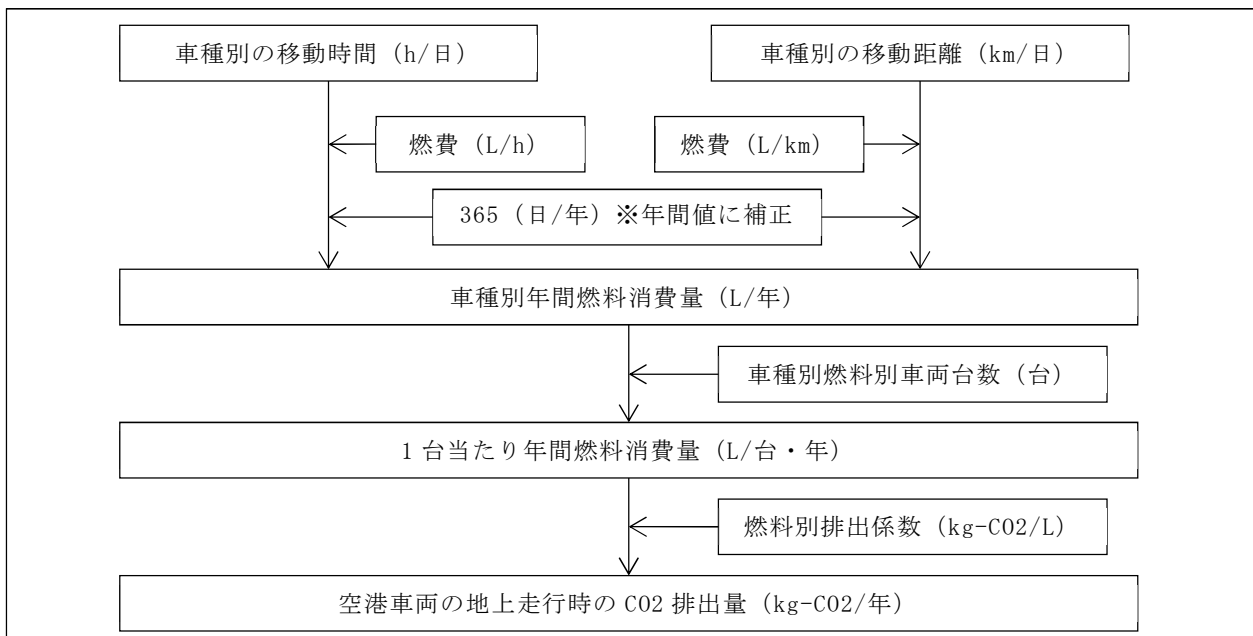 車種別の移動時間（h/日）
車種別の移動距離（km/日）
燃費（L/h）
燃費（L/km）
365（日/年）※年間値に補正
車種別年間燃料消費量（L/年）
車種別燃料別車両台数（台）
1台当たり年間燃料消費量（L/台・年）
燃料別排出係数（kg-CO2/L）
空港車両の地上走行時のCO2排出量（kg-CO2/年）